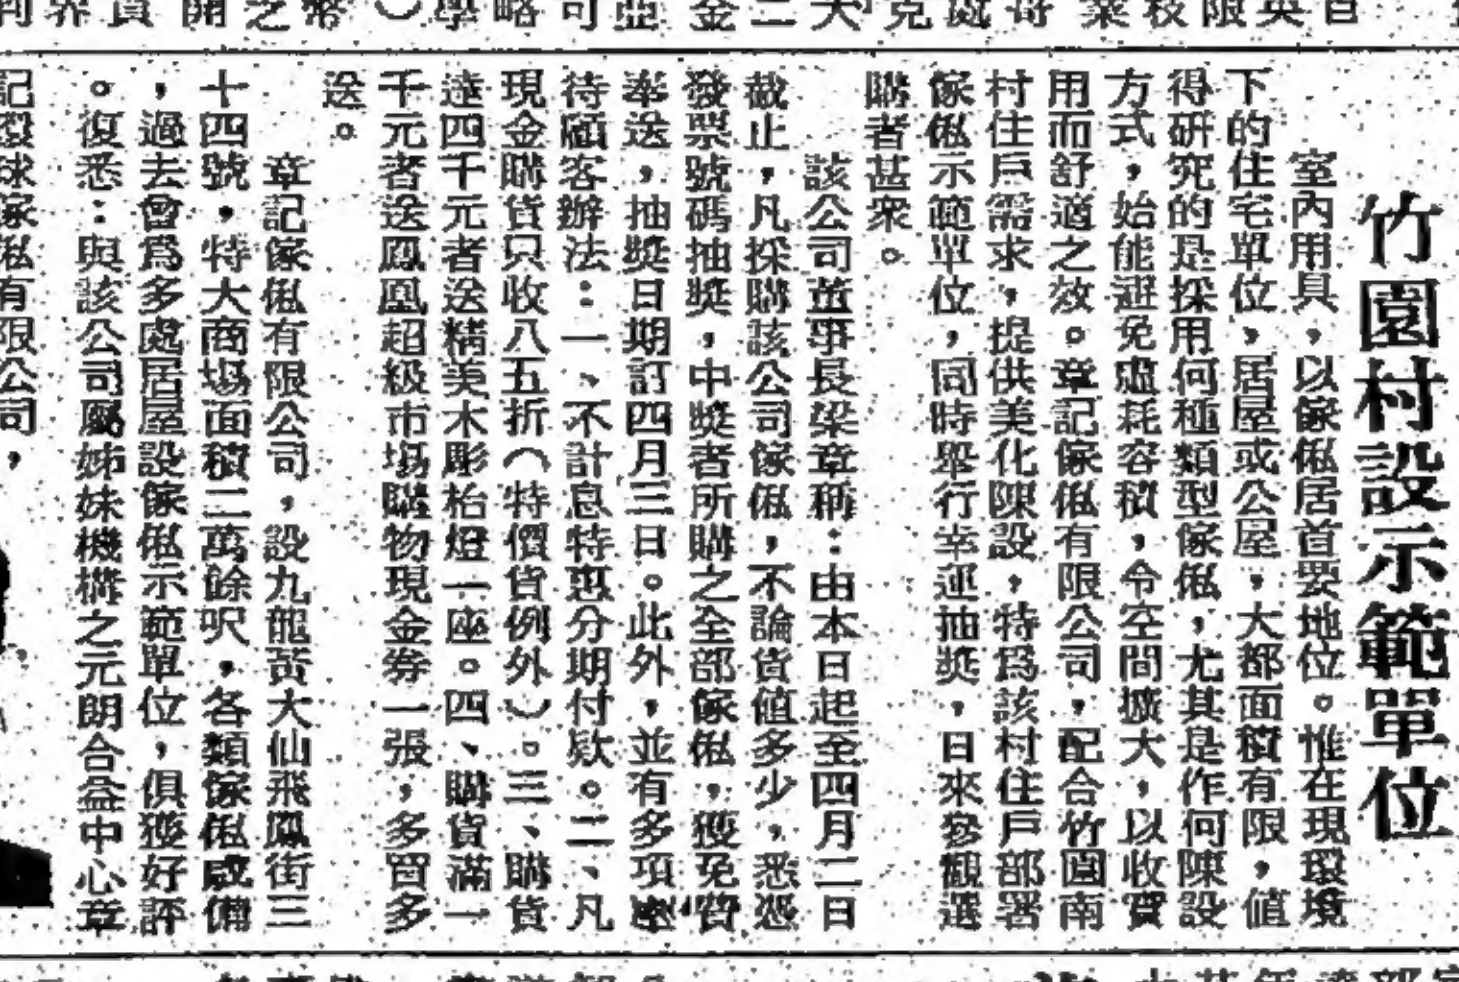 竹園村設示範單位
室內用具，以傢俬居首要地位。惟在現環境
下的住宅單位，居屋或公屋，大都面積有限，值
得研究的是採用何種類型傢俬，尤其是作何陳設
方式，始能避免虛耗容積，令空間擴大，以收實
用而舒適之效。章記傢俬有限公司，配合竹園南
村住戶需求，提供美化陳設，特爲該村住戶部署
傢俬示範單位，同時舉行幸運抽獎，日來參觀選
購者甚衆。
該公司董事長梁章稱：由本日起至四月二日
截止，凡採購該公司傢俬，不論貨值多少，悉憑
發票號碼抽獎，中獎者所購之全部傢俬，獲免費
奉送，抽獎日期訂四月三日。此外，並有多項
待顧客辦法：一、不計息特惠分期付欵。二、凡
現金購貨只收八五折（特價貨例外）。三、購貨
達四千元者送精美木彫枱燈一座。四、購貨滿一
千元者送鳳凰超級市場購物現金券一張，多買多
送。
章記傢俬有限公司，設九龍黃大仙飛鳳街三
十四號，特大商場面積二萬餘呎，各類傢俬咸備
，過去曾爲多處居屋設傢俬示範單位，俱獲好評
。復悉：與該公司屬姊妹機構之元朗合益中心章
記環球傢俬有限公司，